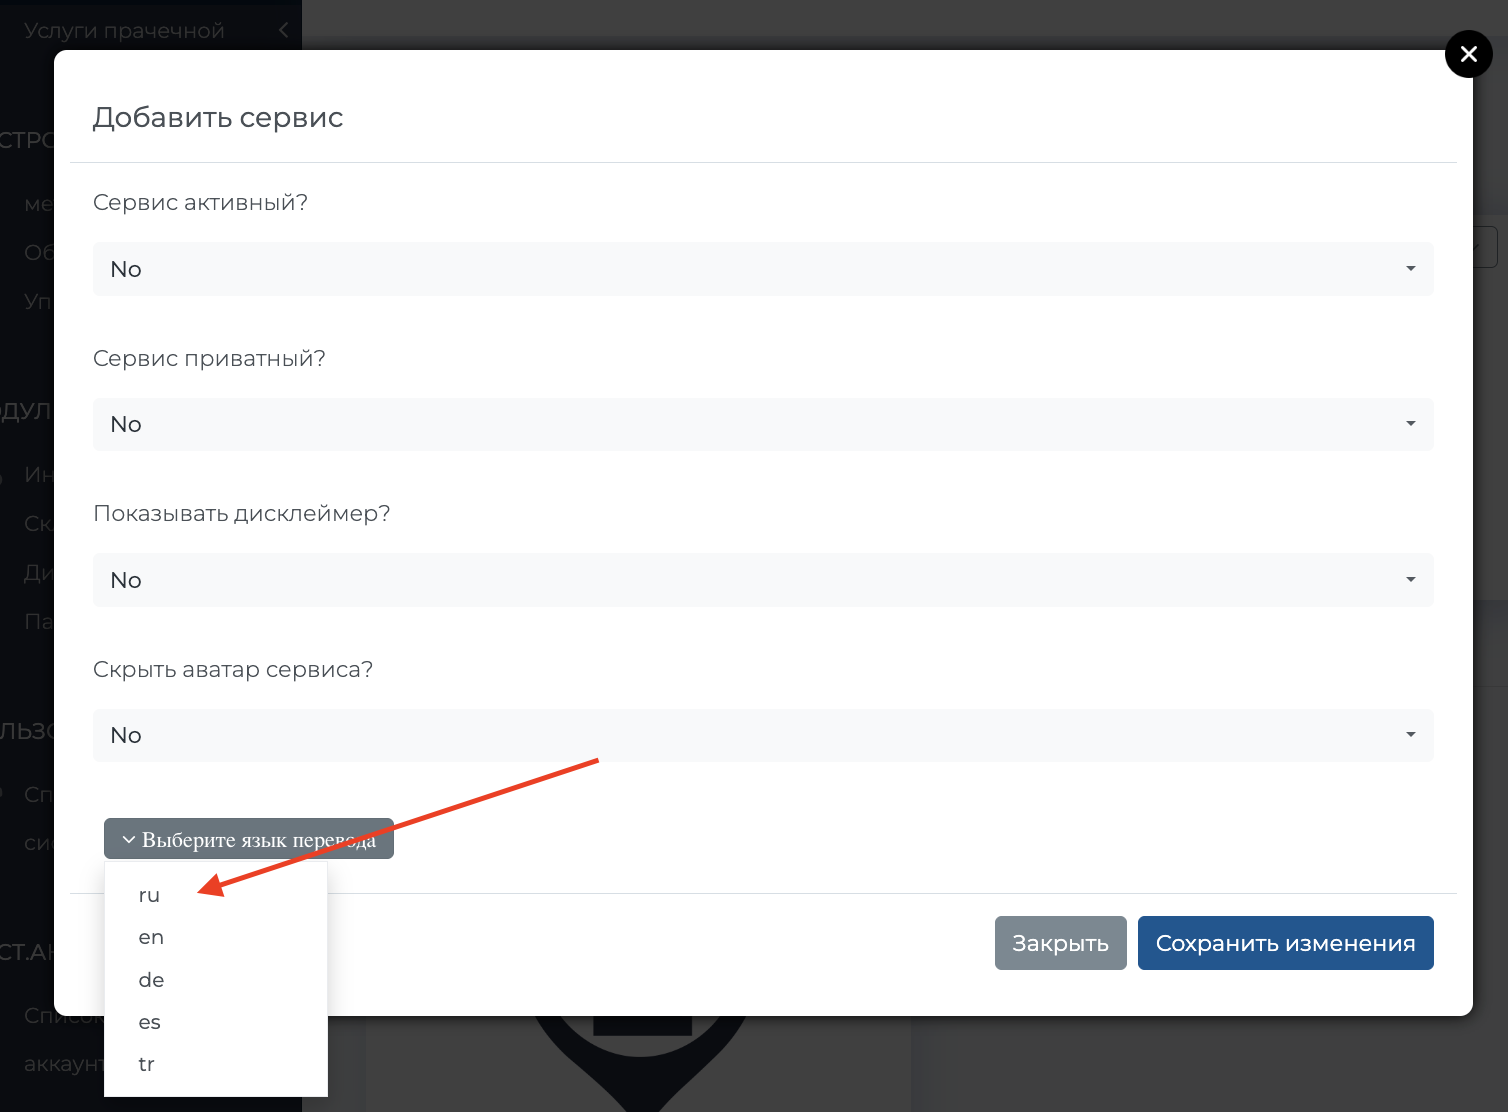 Услуги прачечной
Добавить сервис
Сервис активный?
No
Сервис приватный?
No
Показывать дисклеймер?
No
Скрыть аватар сервиса?
No
Выберите язык перевода
ru
en
de
es
tr
Закрыть
Сохранить изменения